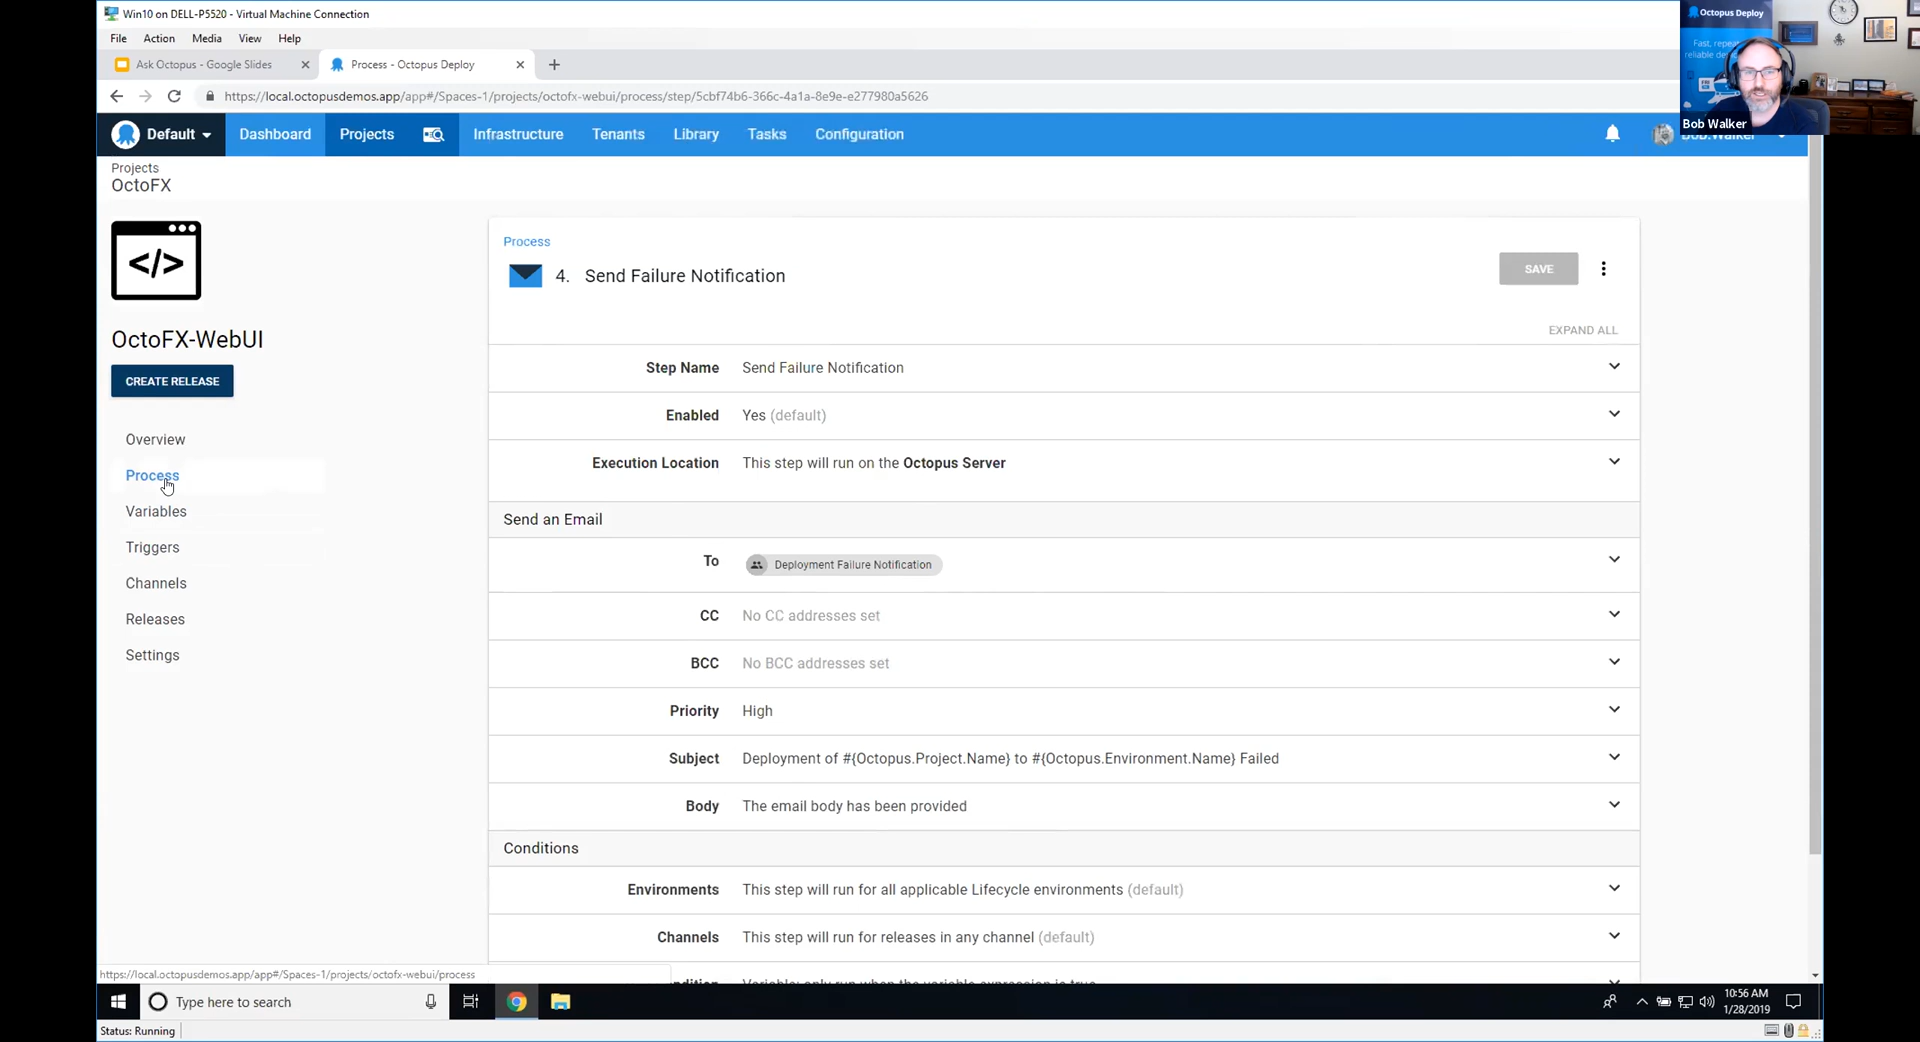 Win10 on DELL-P5520 - Virtual Machine Connection
File Action Media View Help
Ask Octopus - Google Slides
Process - Octopus Deploy
https://local.octopusdemos.app/app#/Spaces-1/projects/octofx-webui/process/step/5cbf74b6-366c-4a1a-8e9e-e277980a5626
Octopus Deploy
Bob Walker
Default Dashboard Projects Infrastructure Tenants Library Tasks Configuration
Projects
OctoFX
</>
OctoFX-WebUI
CREATE RELEASE
Overview
Process
Variables
Triggers
Channels
Releases
Settings
Process
4. Send Failure Notification
SAVE
EXPAND ALL
Step Name Send Failure Notification
Enabled Yes (default)
Execution Location This step will run on the Octopus Server
Send an Email
To Deployment Failure Notification
CC No CC addresses set
BCC No BCC addresses set
Priority High
Subject Deployment of #{Octopus.Project.Name} to #{Octopus.Environment.Name} Failed
Body The email body has been provided
Conditions
Environments This step will run for all applicable Lifecycle environments (default)
Channels This step will run for releases in any channel (default)
https://local.octopusdemos.app/app#/Spaces-1/projects/octofx-webui/process
Type here to search
10:56 AM
1/28/2019
Status: Running